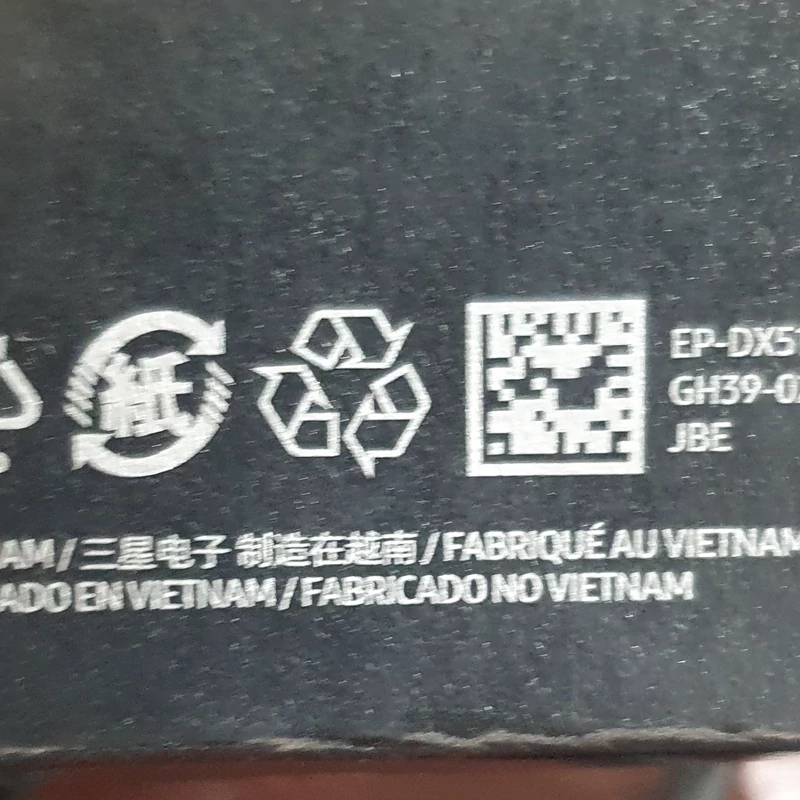 紙
EP-DX51
GH39-0
JBE
AM / 三星电子 制造在越南 / FABRIQUÉ AU VIETNAM
ADO EN VIETNAM / FABRICADO NO VIETNAM